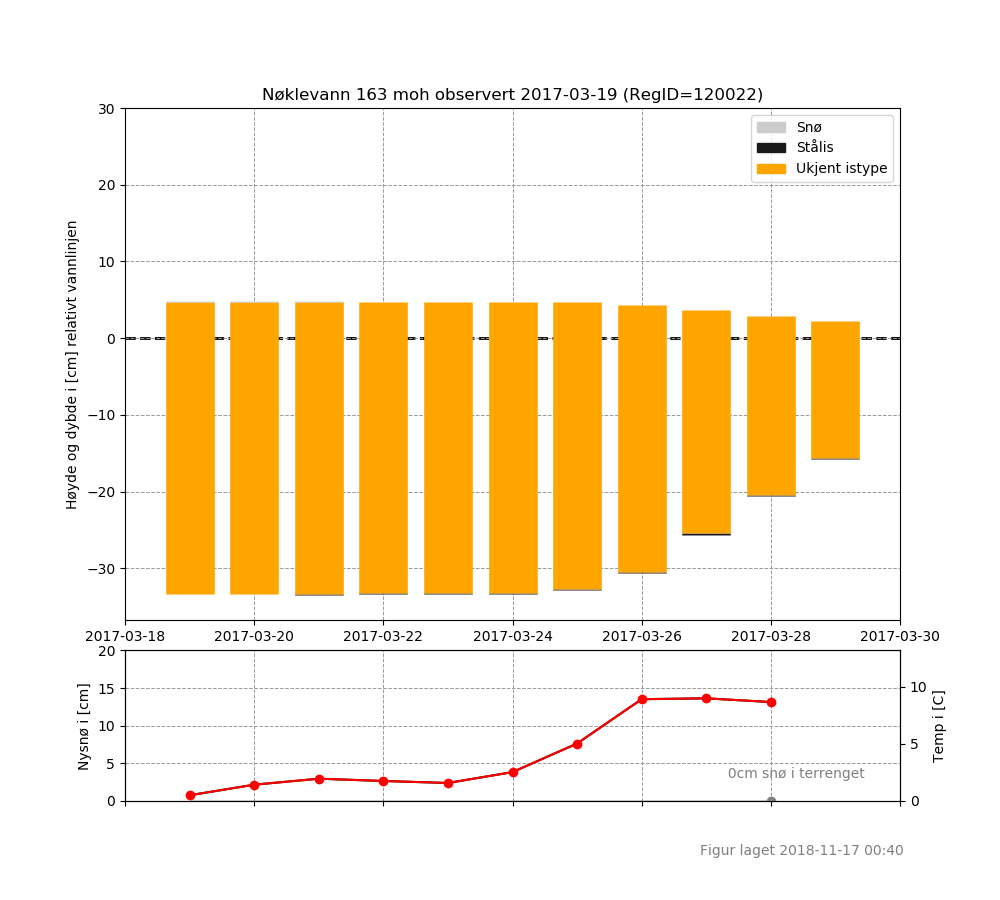 Nøklevann 163 moh observert 2017-03-19 (RegID=120022)
Snø
Stålis
Ukjent istype
Høyde og dybde i [cm] relativt vannlinjen
30
20
10
0
−10
−20
−30
2017-03-18 2017-03-20 2017-03-22 2017-03-24 2017-03-26 2017-03-28 2017-03-30
Nysnø i [cm]
20
15
10
5
0
10
5
0
Temp i [C]
0cm snø i terrenget
Figur laget 2018-11-17 00:40